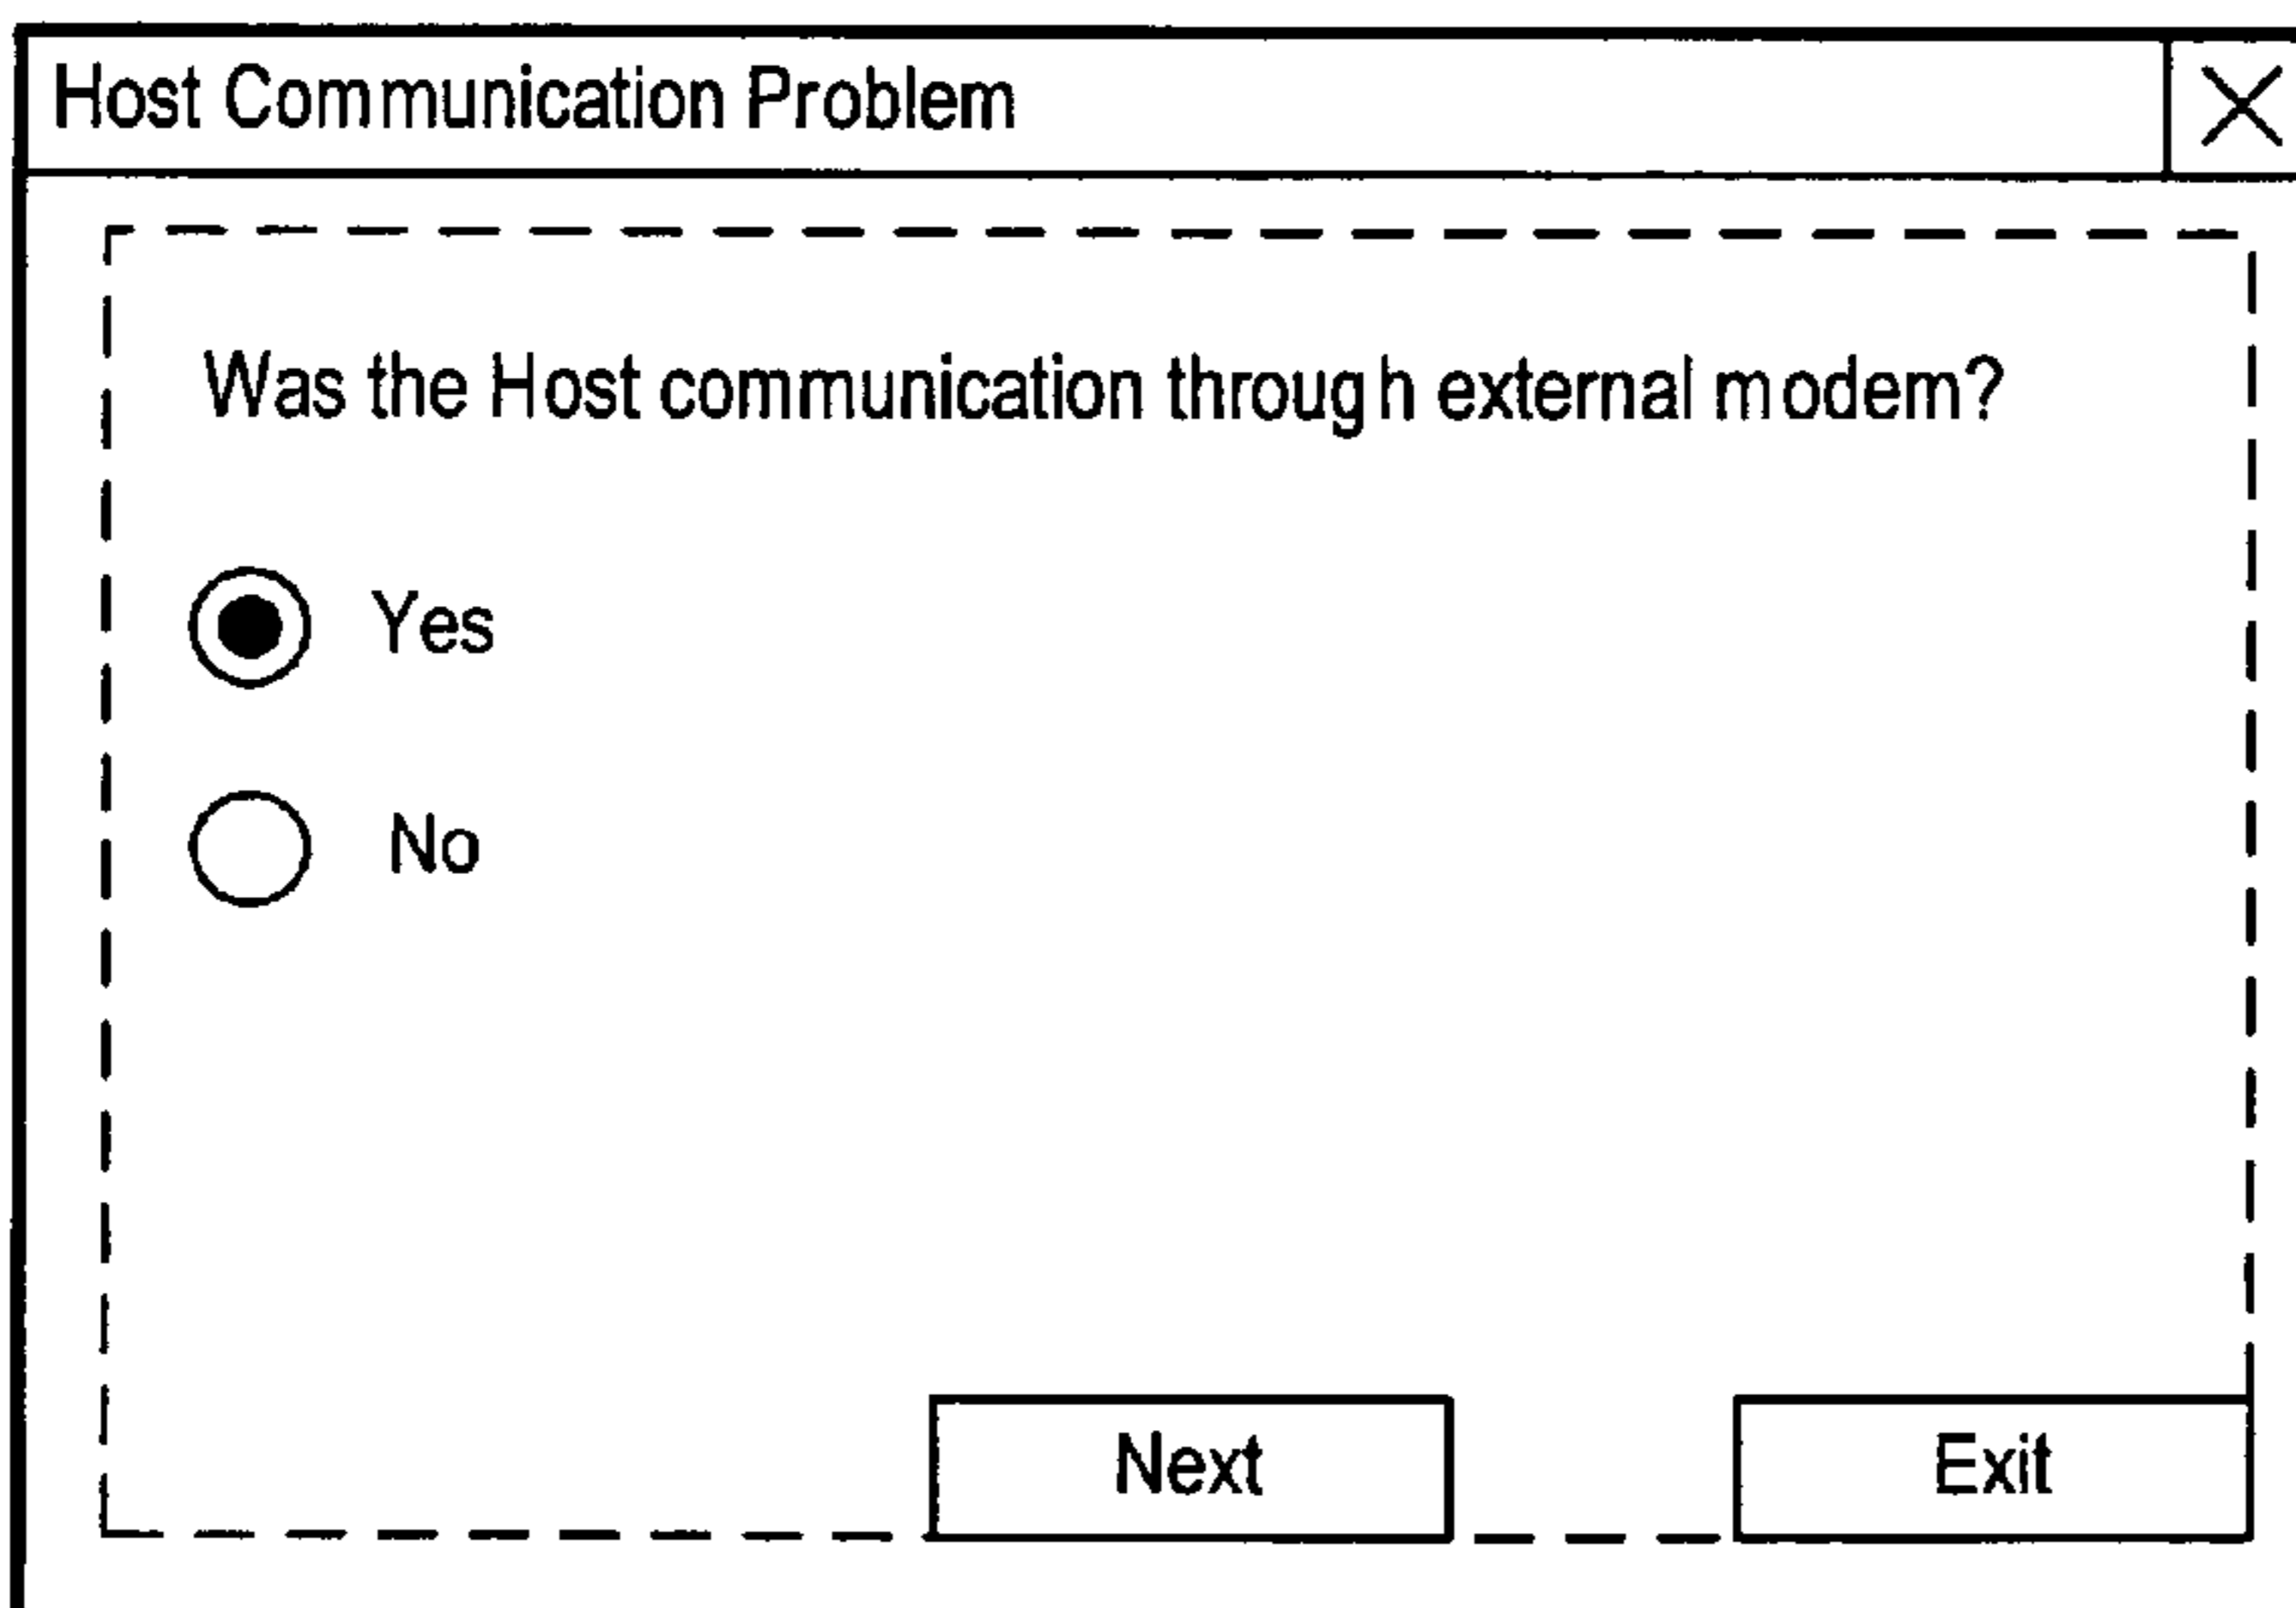 Host Communication Problem
Was the Host communication through external modem?
Yes
No
Next
Exit